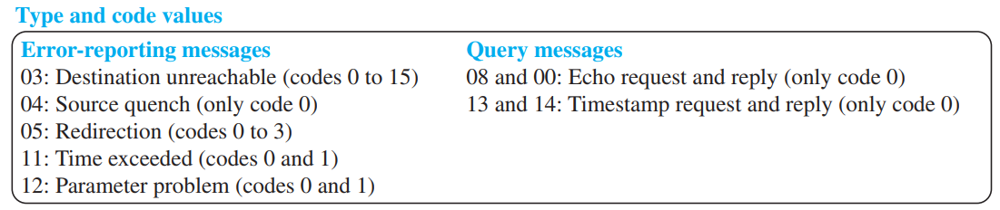 Type and code values
Error-reporting messages
03: Destination unreachable (codes 0 to 15)
04: Source quench (only code 0)
05: Redirection (codes 0 to 3)
11: Time exceeded (codes 0 and 1)
12: Parameter problem (codes 0 and 1)
Query messages
08 and 00: Echo request and reply (only code 0)
13 and 14: Timestamp request and reply (only code 0)